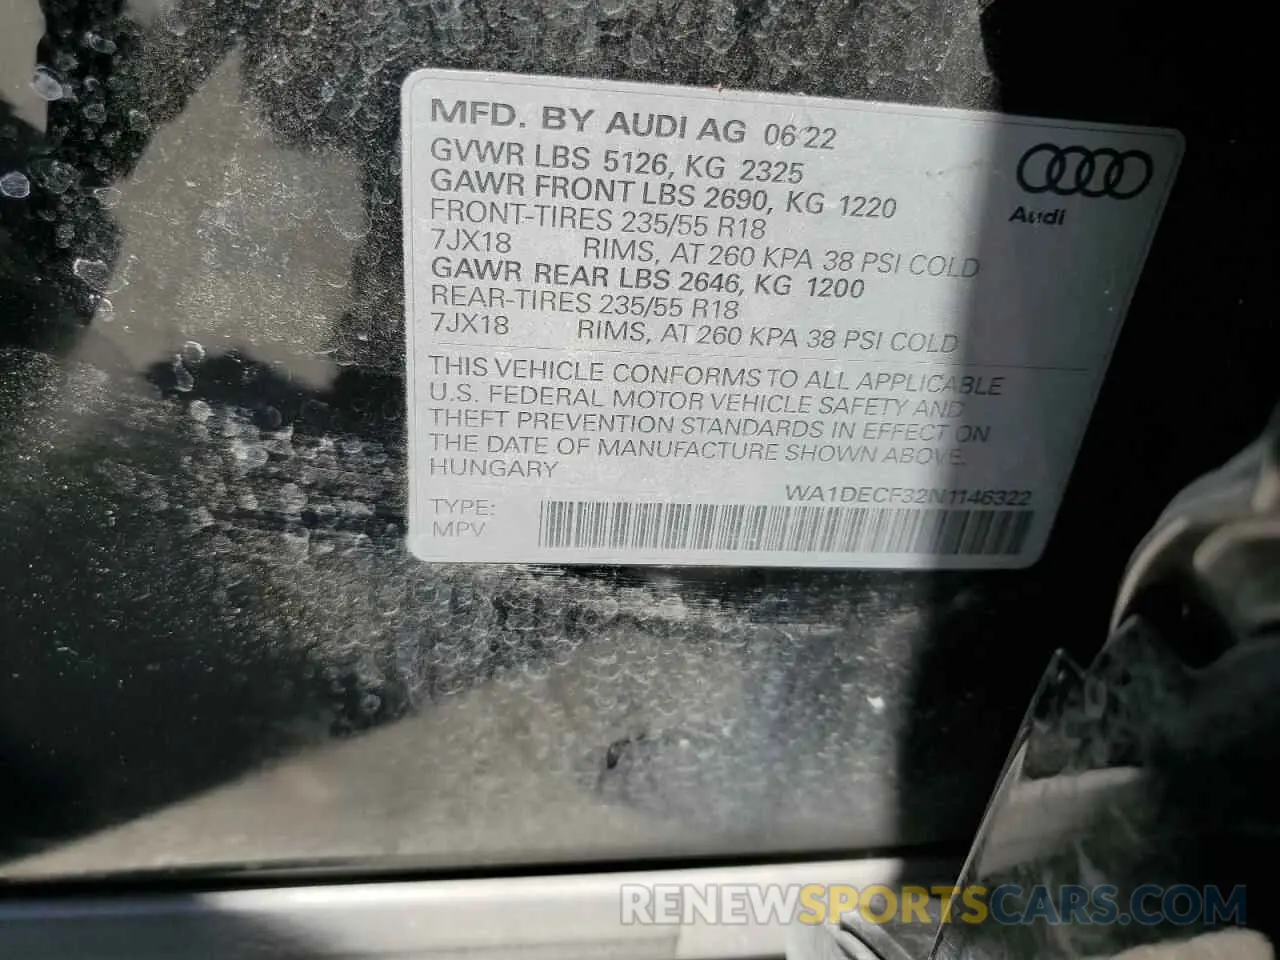 MFD. BY AUDI AG 06 22
GVWR LBS 5126, KG 2325
GAWR FRONT LBS 2690, KG 1220
FRONT-TIRES 235/55 R18
7JX18 RIMS, AT 260 KPA 38 PSI COLD
GAWR REAR LBS 2646, KG 1200
REAR-TIRES 235/55 R18
7JX18 RIMS, AT 260 KPA 38 PSI COLD
Audi
THIS VEHICLE CONFORMS TO ALL APPLICABLE
U.S. FEDERAL MOTOR VEHICLE SAFETY AND
THEFT PREVENTION STANDARDS IN EFFECT ON
THE DATE OF MANUFACTURE SHOWN ABOVE.
HUNGARY
WA1DECF32N1146322
TYPE:
MPV
RENEWSPORTSCARS.COM